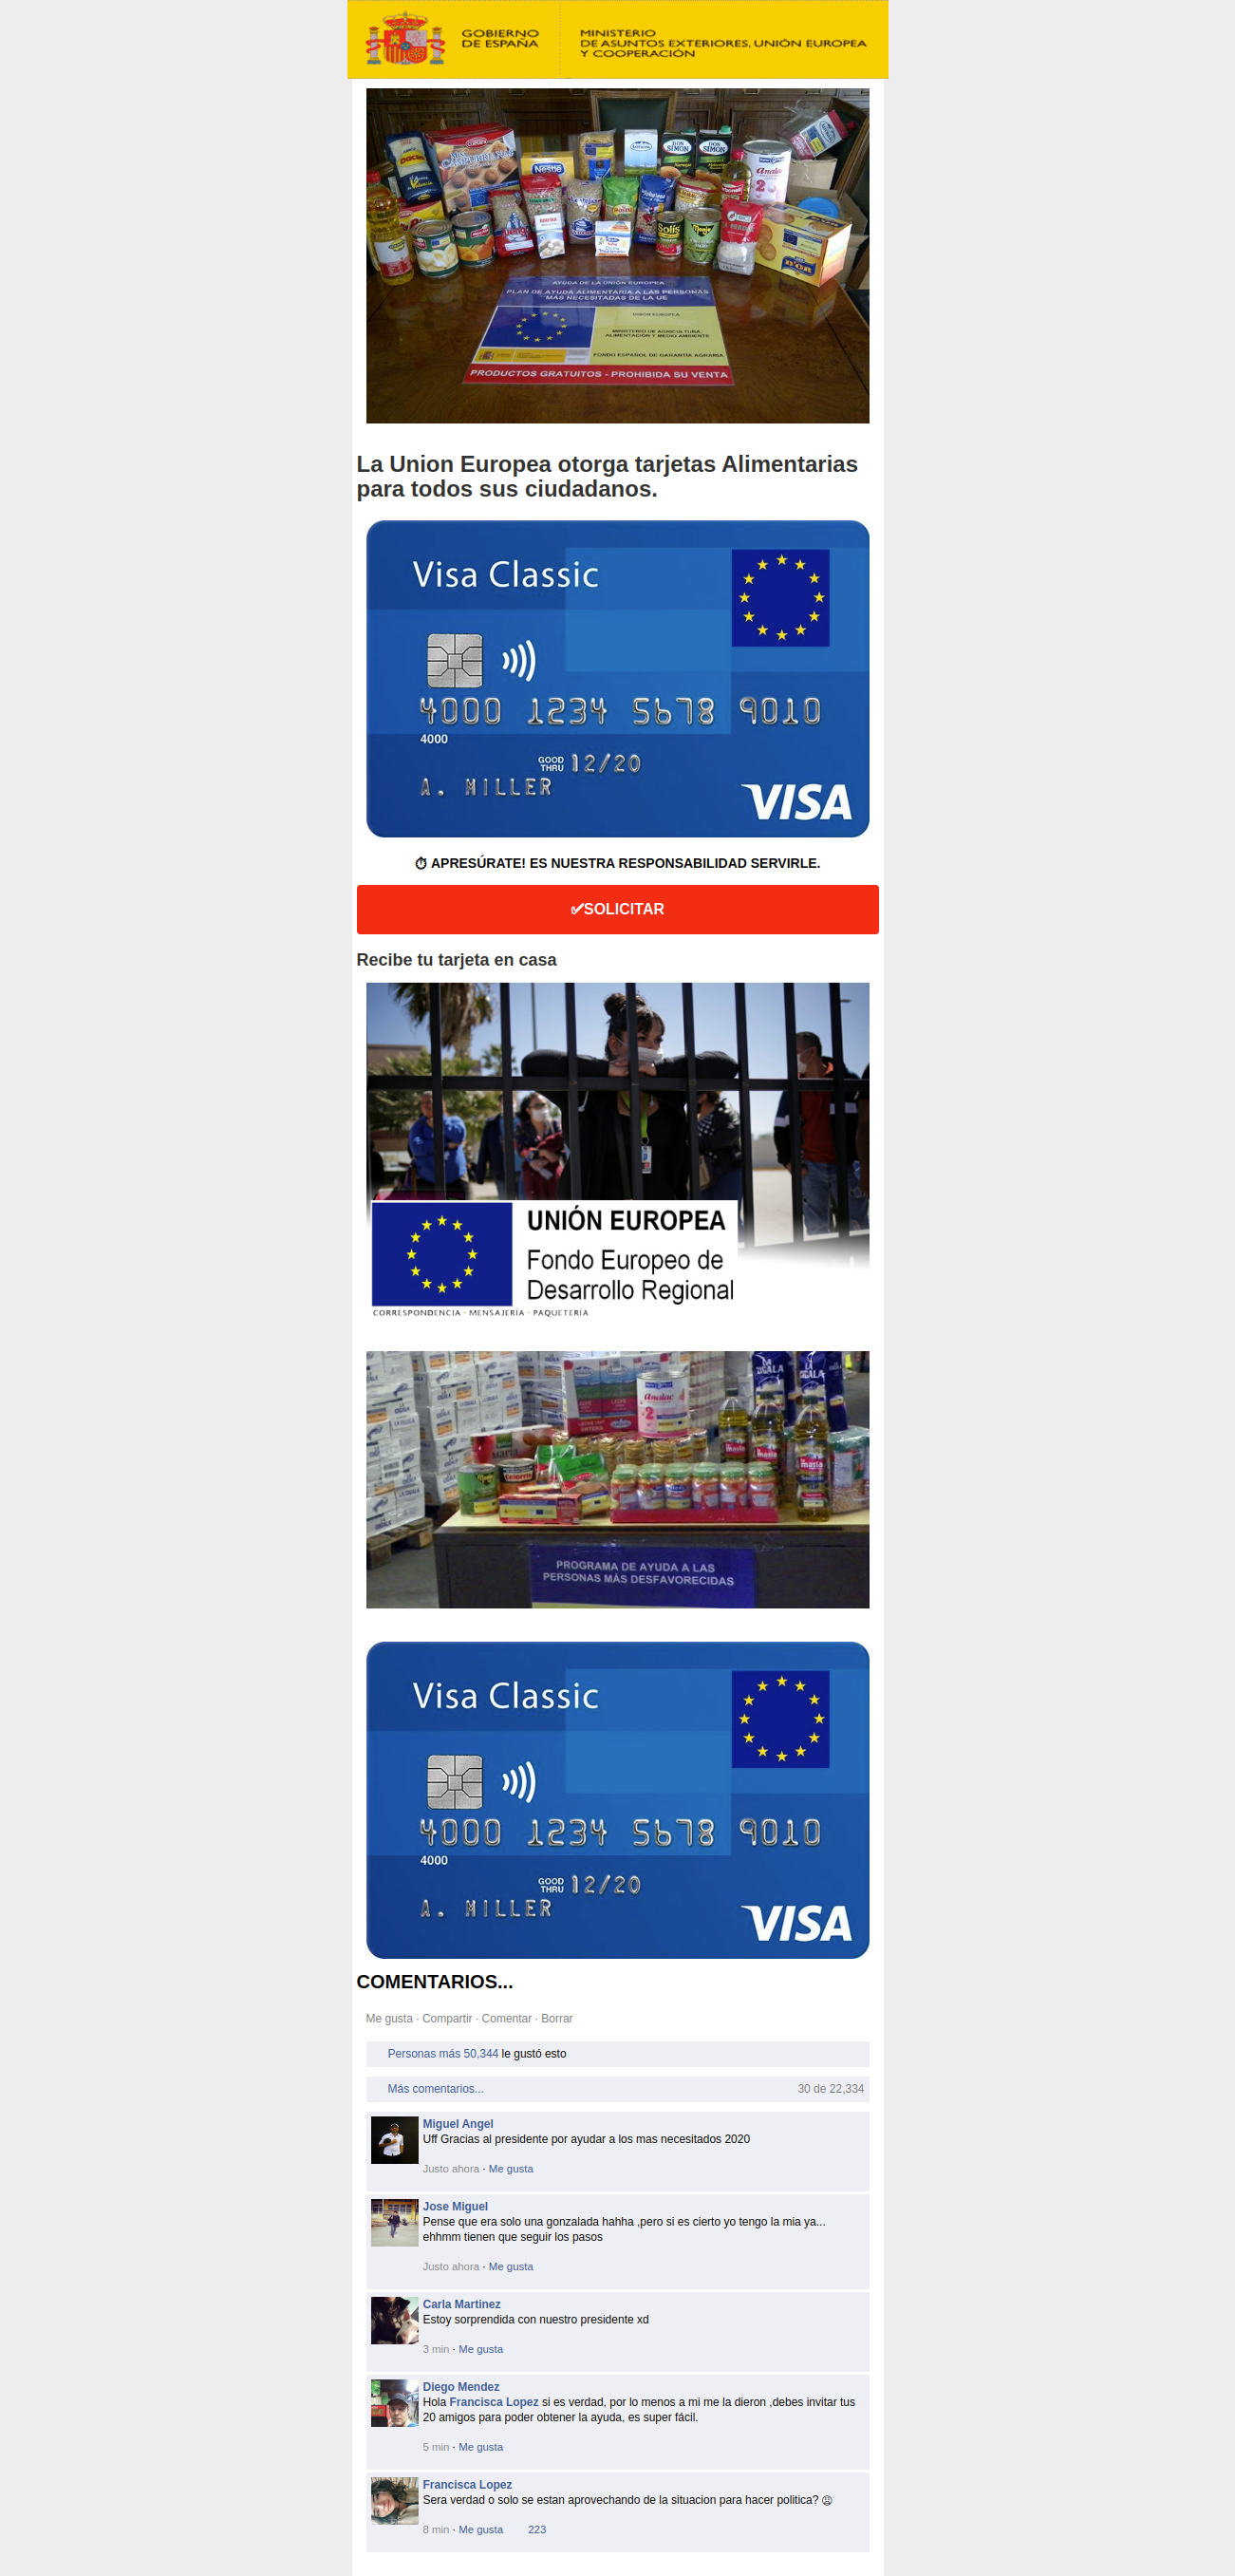 GOBIERNO
DE ESPAÑA
MINISTERIO
DE ASUNTOS EXTERIORES, UNIÓN EUROPEA
Y COOPERACIÓN
Nestlé
DON
SIMON
DON
SIMON
Solís
D'OR
AYUDA DE LA UNIÓN EUROPEA
PLAN DE AYUDA ALIMENTARIA A LAS PERSONAS
MÁS NECESITADAS DE LA UE
UNION EUROPEA
MINISTERIO DE AGRICULTURA,
ALIMENTACIÓN Y MEDIO AMBIENTE
FONDO ESPAÑOL DE GARANTÍA AGRARIA
PRODUCTOS GRATUITOS - PROHIBIDA SU VENTA
La Union Europea otorga tarjetas Alimentarias
para todos sus ciudadanos.
Visa Classic
4000 1234 5678 9010
4000
GOOD
THRU 12/20
A. MILLER
VISA
⏱ APRESÚRATE! ES NUESTRA RESPONSABILIDAD SERVIRLE.
✅SOLICITAR
Recibe tu tarjeta en casa
UNIÓN EUROPEA
Fondo Europeo de
Desarrollo Regional
CORRESPONDENCIA · MENSAJERIA · PAQUETERÍA
PROGRAMA DE AYUDA A LAS
PERSONAS MÁS DESFAVORECIDAS
Visa Classic
4000 1234 5678 9010
4000
GOOD
THRU 12/20
A. MILLER
VISA
COMENTARIOS...
Me gusta · Compartir · Comentar · Borrar
Personas más 50,344 le gustó esto
Más comentarios... 30 de 22,334
Miguel Angel
Uff Gracias al presidente por ayudar a los mas necesitados 2020
Justo ahora · Me gusta
Jose Miguel
Pense que era solo una gonzalada hahha ,pero si es cierto yo tengo la mia ya...
ehhmm tienen que seguir los pasos
Justo ahora · Me gusta
Carla Martinez
Estoy sorprendida con nuestro presidente xd
3 min · Me gusta
Diego Mendez
Hola Francisca Lopez si es verdad, por lo menos a mi me la dieron ,debes invitar tus
20 amigos para poder obtener la ayuda, es super fácil.
5 min · Me gusta
Francisca Lopez
Sera verdad o solo se estan aprovechando de la situacion para hacer politica? 😩
8 min · Me gusta 223